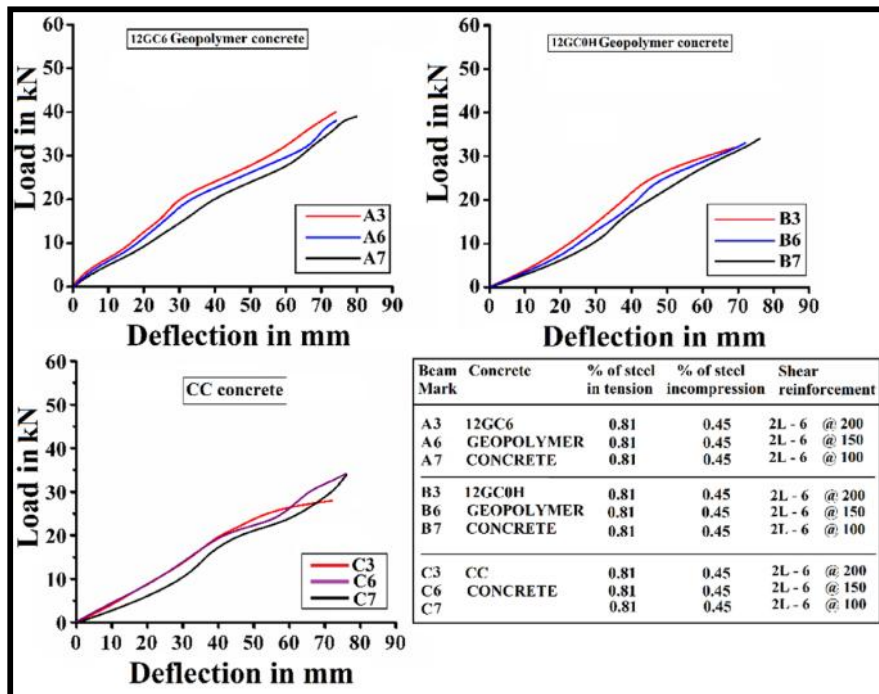 12GC6 Geopolymer concrete
Load in kN
60
50
40
30
20
10
0
0 10 20 30 40 50 60 70 80 90
Deflection in mm
A3
A6
A7
12GC0H Geopolymer concrete
Load in kN
60
50
40
30
20
10
0
0 10 20 30 40 50 60 70 80 90
Deflection in mm
B3
B6
B7
CC concrete
Load in kN
60
50
40
30
20
10
0
0 10 20 30 40 50 60 70 80 90
Deflection in mm
C3
C6
C7
Beam Concrete % of steel % of steel Shear
Mark in tension incompression reinforcement
A3 12GC6 0.81 0.45 2L - 6 @ 200
A6 GEOPOLYMER 0.81 0.45 2L - 6 @ 150
A7 CONCRETE 0.81 0.45 2L - 6 @ 100
B3 12GC0H 0.81 0.45 2L - 6 @ 200
B6 GEOPOLYMER 0.81 0.45 2L - 6 @ 150
B7 CONCRETE 0.81 0.45 2L - 6 @ 100
C3 CC 0.81 0.45 2L - 6 @ 200
C6 CONCRETE 0.81 0.45 2L - 6 @ 150
C7 0.81 0.45 2L - 6 @ 100